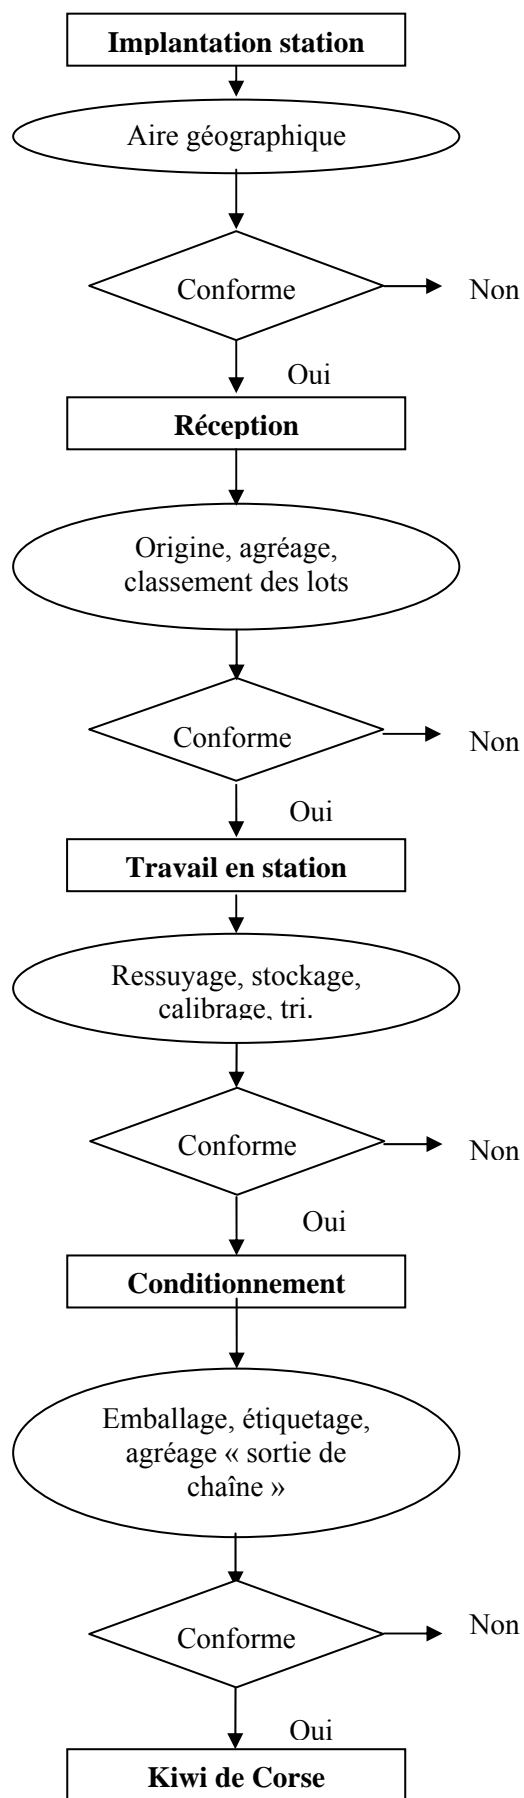 Implantation station
Aire géographique
Conforme
Non
Oui
Réception
Origine, agréage,
classement des lots
Conforme
Non
Oui
Travail en station
Ressuyage, stockage,
calibrage, tri.
Conforme
Non
Oui
Conditionnement
Emballage, étiquetage,
agréage « sortie de
chaîne »
Conforme
Non
Oui
Kiwi de Corse